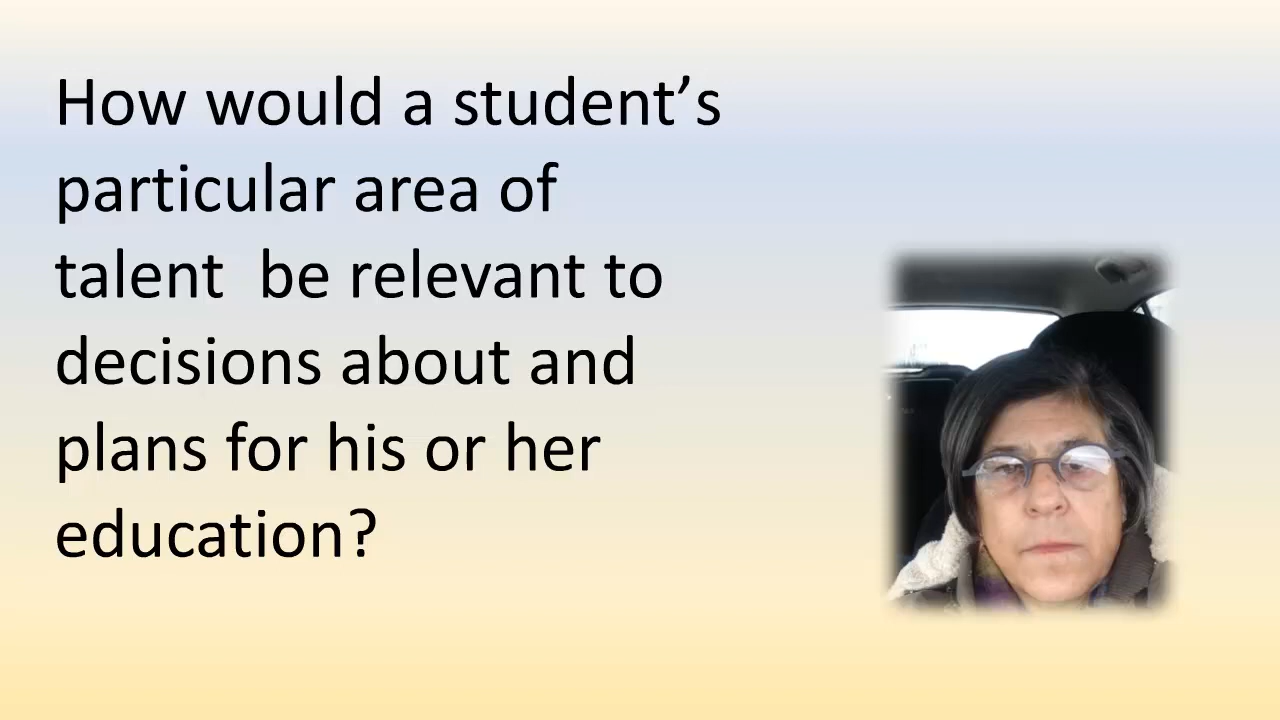 How would a student’s
particular area of
talent  be relevant to
decisions about and
plans for his or her
education?